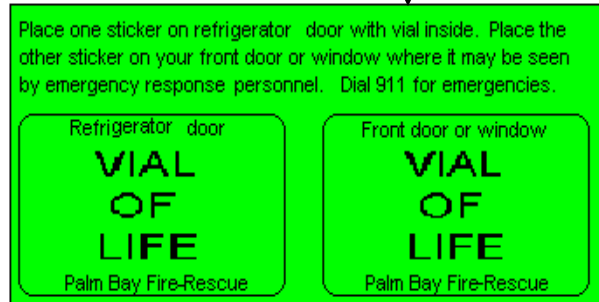 Place one sticker on refrigerator door with vial inside. Place the
other sticker on your front door or window where it may be seen
by emergency response personnel. Dial 911 for emergencies.
Refrigerator door
VIAL
OF
LIFE
Palm Bay Fire-Rescue
Front door or window
VIAL
OF
LIFE
Palm Bay Fire-Rescue